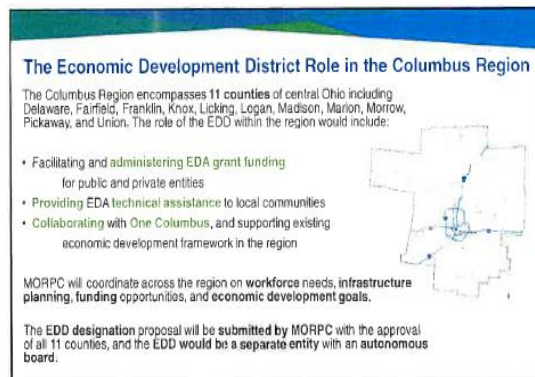 The Economic Development District Role in the Columbus Region
The Columbus Region encompasses 11 counties of central Ohio including
Delaware, Fairfield, Franklin, Knox, Licking, Logan, Madison, Marion, Morrow,
Pickaway, and Union. The role of the EDD within the region would include:
• Facilitating and administering EDA grant funding
for public and private entities
• Providing EDA technical assistance to local communities
• Collaborating with One Columbus, and supporting existing
economic development framework in the region
MORPC will coordinate across the region on workforce needs, infrastructure
planning, funding opportunities, and economic development goals.
The EDD designation proposal will be submitted by MORPC with the approval
of all 11 counties, and the EDD would be a separate entity with an autonomous
board.